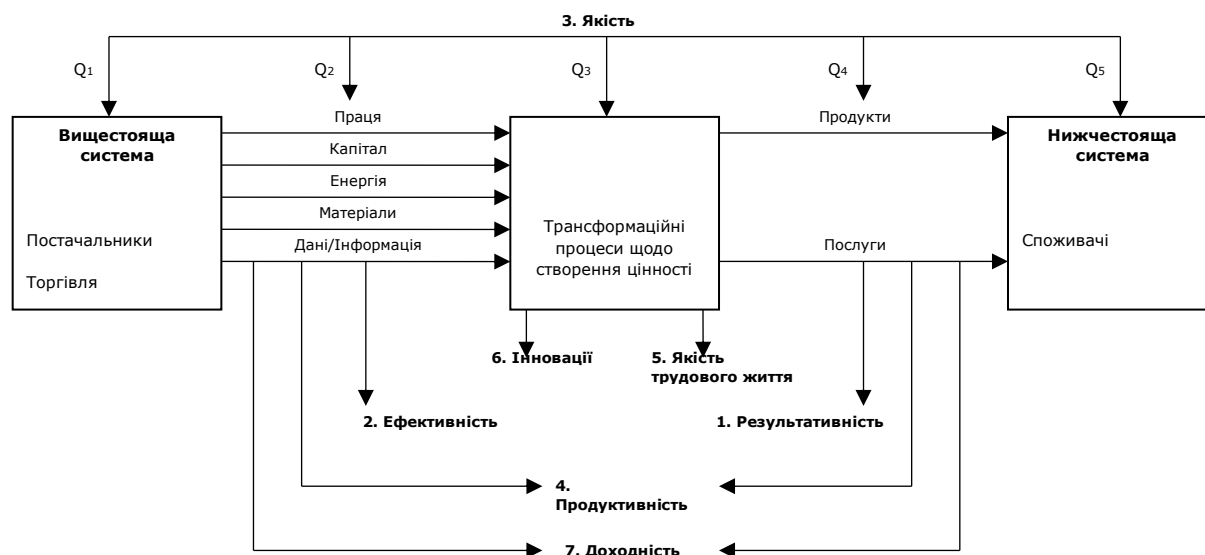 3. Якість
Q1
Q2
Q3
Q4
Q5
Вищестояща
система
Постачальники
Торгівля
Праця
Капітал
Енергія
Матеріали
Дані/Інформація
Трансформаційні
процеси щодо
створення цінності
Продукти
Послуги
Нижчестояща
система
Споживачі
6. Інновації
5. Якість
трудового життя
2. Ефективність
1. Результативність
4.
Продуктивність
7. Доходність